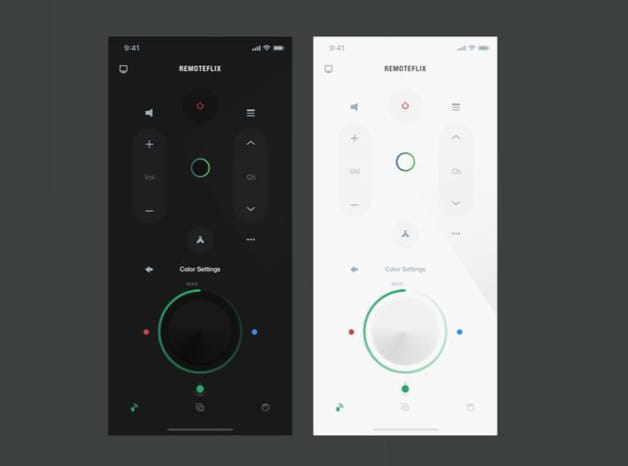 9:41
REMOTEFLIX
Vol
Ch
Color Settings
MAX
9:41
REMOTEFLIX
Vol
Ch
Color Settings
MAX